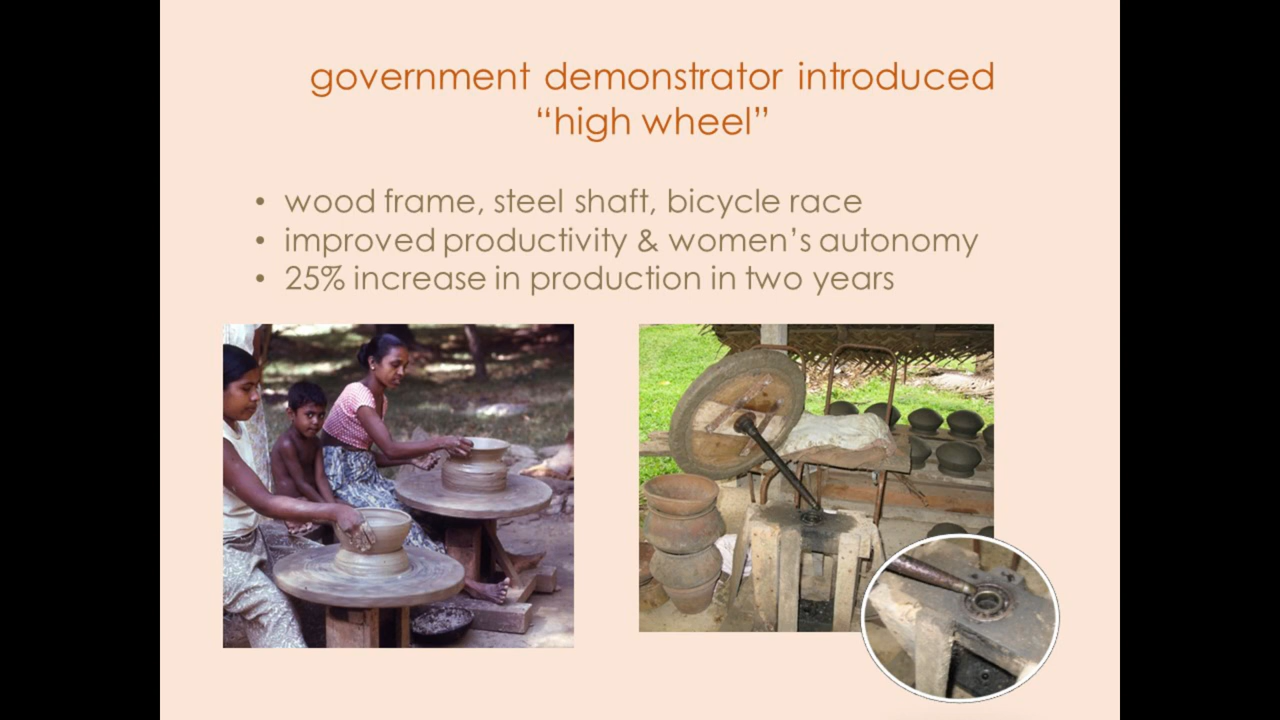 government demonstrator introduced
“high wheel”
• wood frame, steel shaft, bicycle race
• improved productivity & women’s autonomy
• 25% increase in production in two years